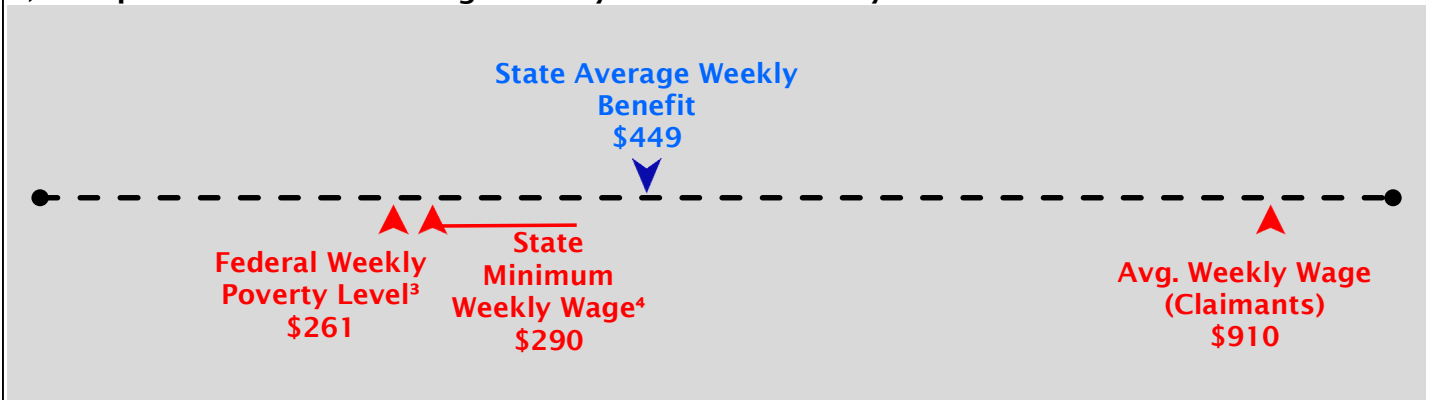 State Average Weekly
Benefit
$449
Federal Weekly
Poverty Level³
$261
State
Minimum
Weekly Wage⁴
$290
Avg. Weekly Wage
(Claimants)
$910